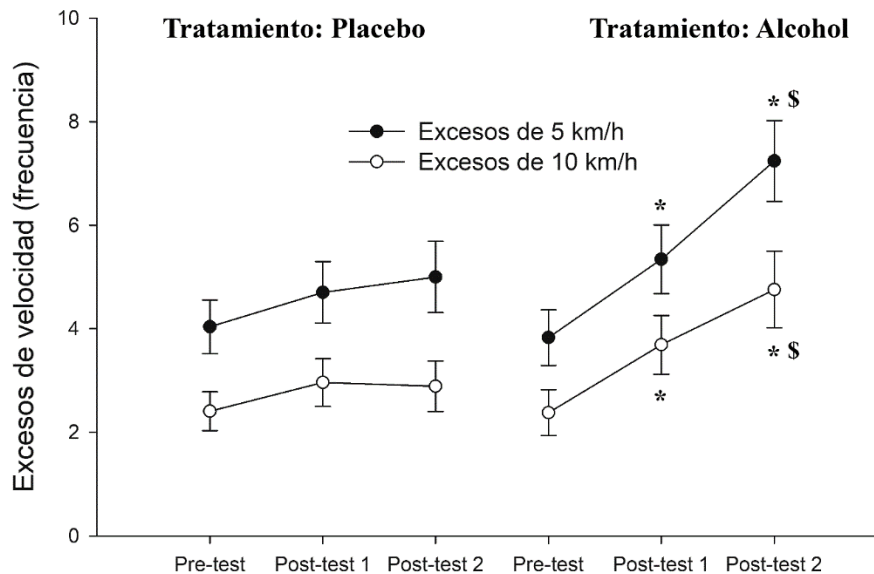 Tratamiento: Placebo
Tratamiento: Alcohol
Excesos de velocidad (frecuencia)
10
8
6
4
2
0
Excesos de 5 km/h
Excesos de 10 km/h
* $
*
* $
*
Pre-test Post-test 1 Post-test 2 Pre-test Post-test 1 Post-test 2